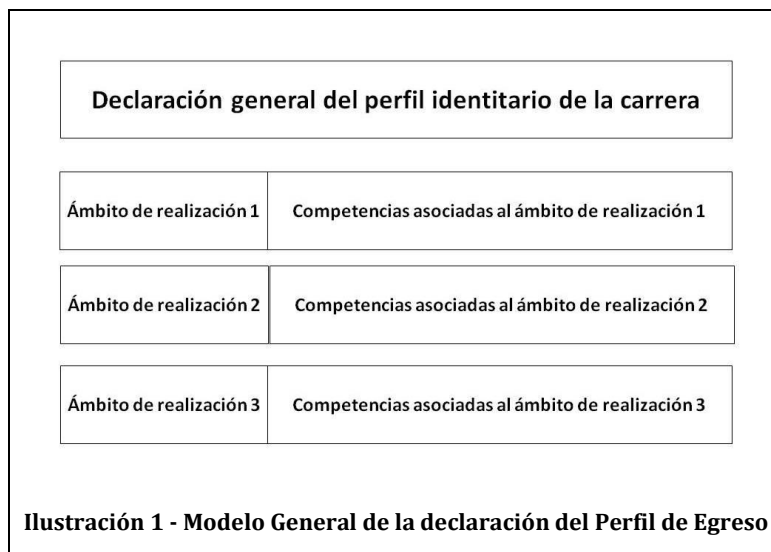 Declaración general del perfil identitario de la carrera
Ámbito de realización 1
Competencias asociadas al ámbito de realización 1
Ámbito de realización 2
Competencias asociadas al ámbito de realización 2
Ámbito de realización 3
Competencias asociadas al ámbito de realización 3
Ilustración 1 - Modelo General de la declaración del Perfil de Egreso